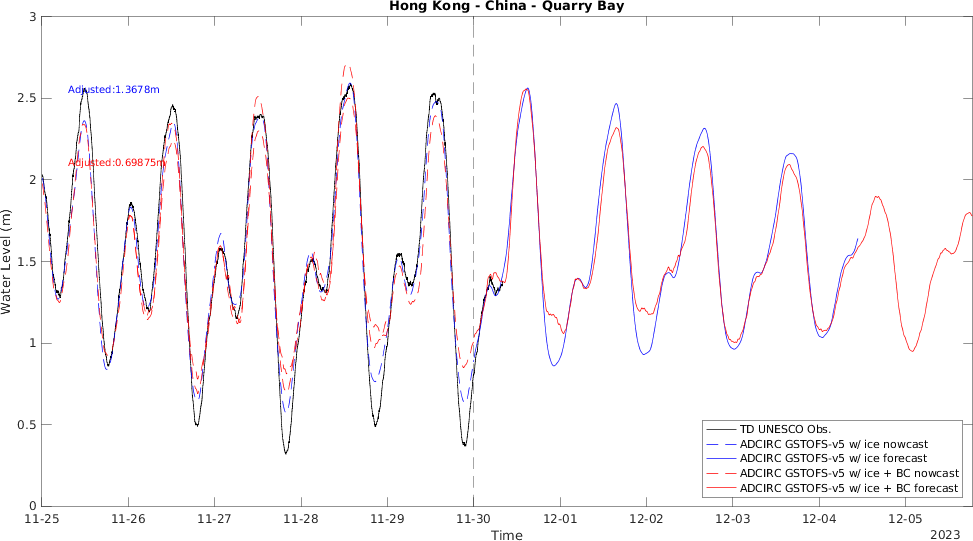 Hong Kong - China - Quarry Bay
3
2.5
2
1.5
1
0.5
0
Water Level (m)
Adjusted:1.3678m
Adjusted:0.69875m
TD UNESCO Obs.
ADCIRC GSTOFS-v5 w/ ice nowcast
ADCIRC GSTOFS-v5 w/ ice forecast
ADCIRC GSTOFS-v5 w/ ice + BC nowcast
ADCIRC GSTOFS-v5 w/ ice + BC forecast
11-25 11-26 11-27 11-28 11-29 11-30 12-01 12-02 12-03 12-04 12-05
Time
2023